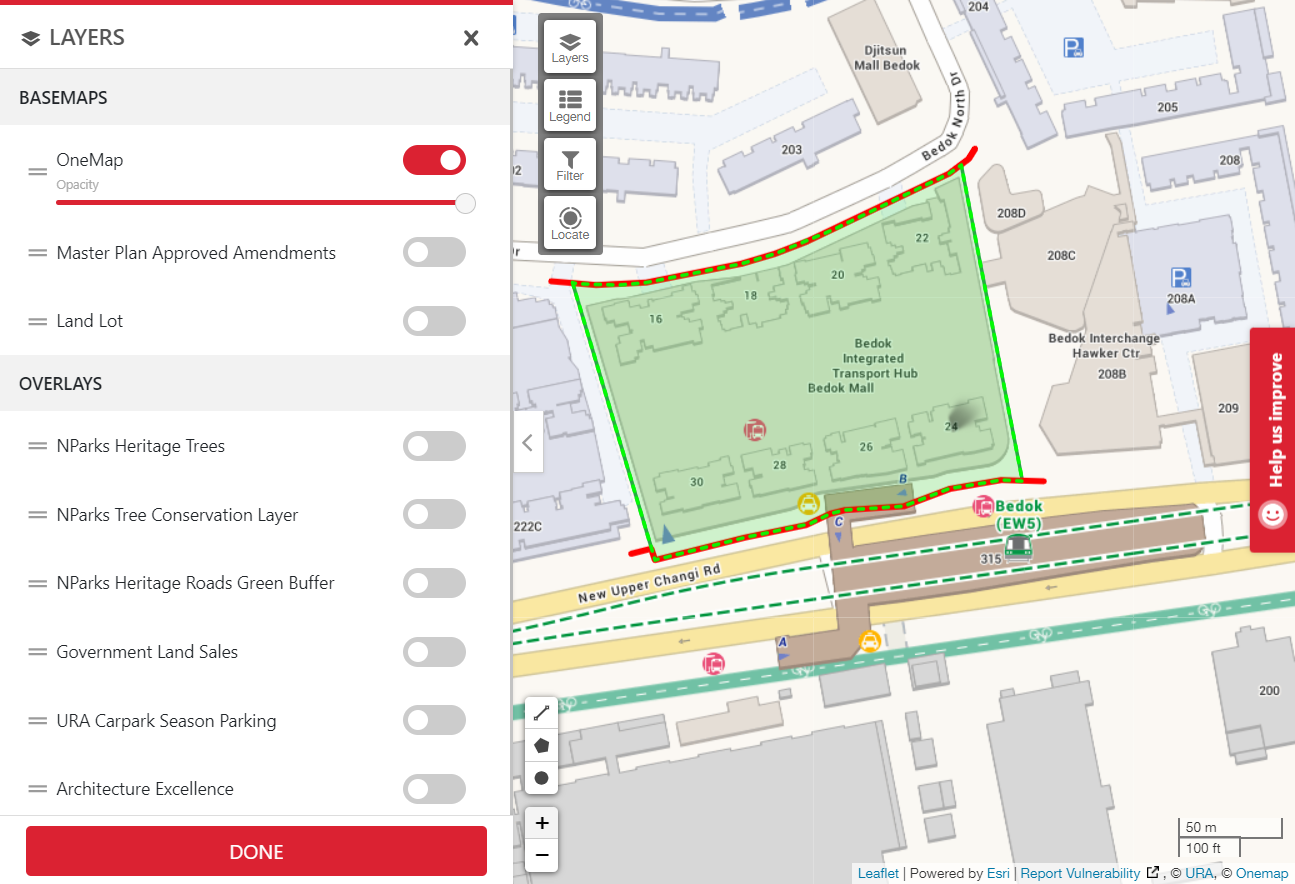 LAYERS
BASEMAPS
OneMap
Opacity
Master Plan Approved Amendments
Land Lot
OVERLAYS
NParks Heritage Trees
NParks Tree Conservation Layer
NParks Heritage Roads Green Buffer
Government Land Sales
URA Carpark Season Parking
Architecture Excellence
DONE
Layers
Legend
Filter
Locate
204
Djitsun
Mall Bedok
P
205
Bedok North Dr
203
208
208D
22
208C
20
P
208A
18
16
Bedok
Integrated
Transport Hub
Bedok Mall
Bedok Interchange
Hawker Ctr
208B
209
Help us improve
24
26
28
30
B
C
222C
Bedok
(EW5)
315
New Upper Changi Rd
A
200
+
−
50 m
100 ft
Leaflet | Powered by Esri | Report Vulnerability , © URA, © Onemap